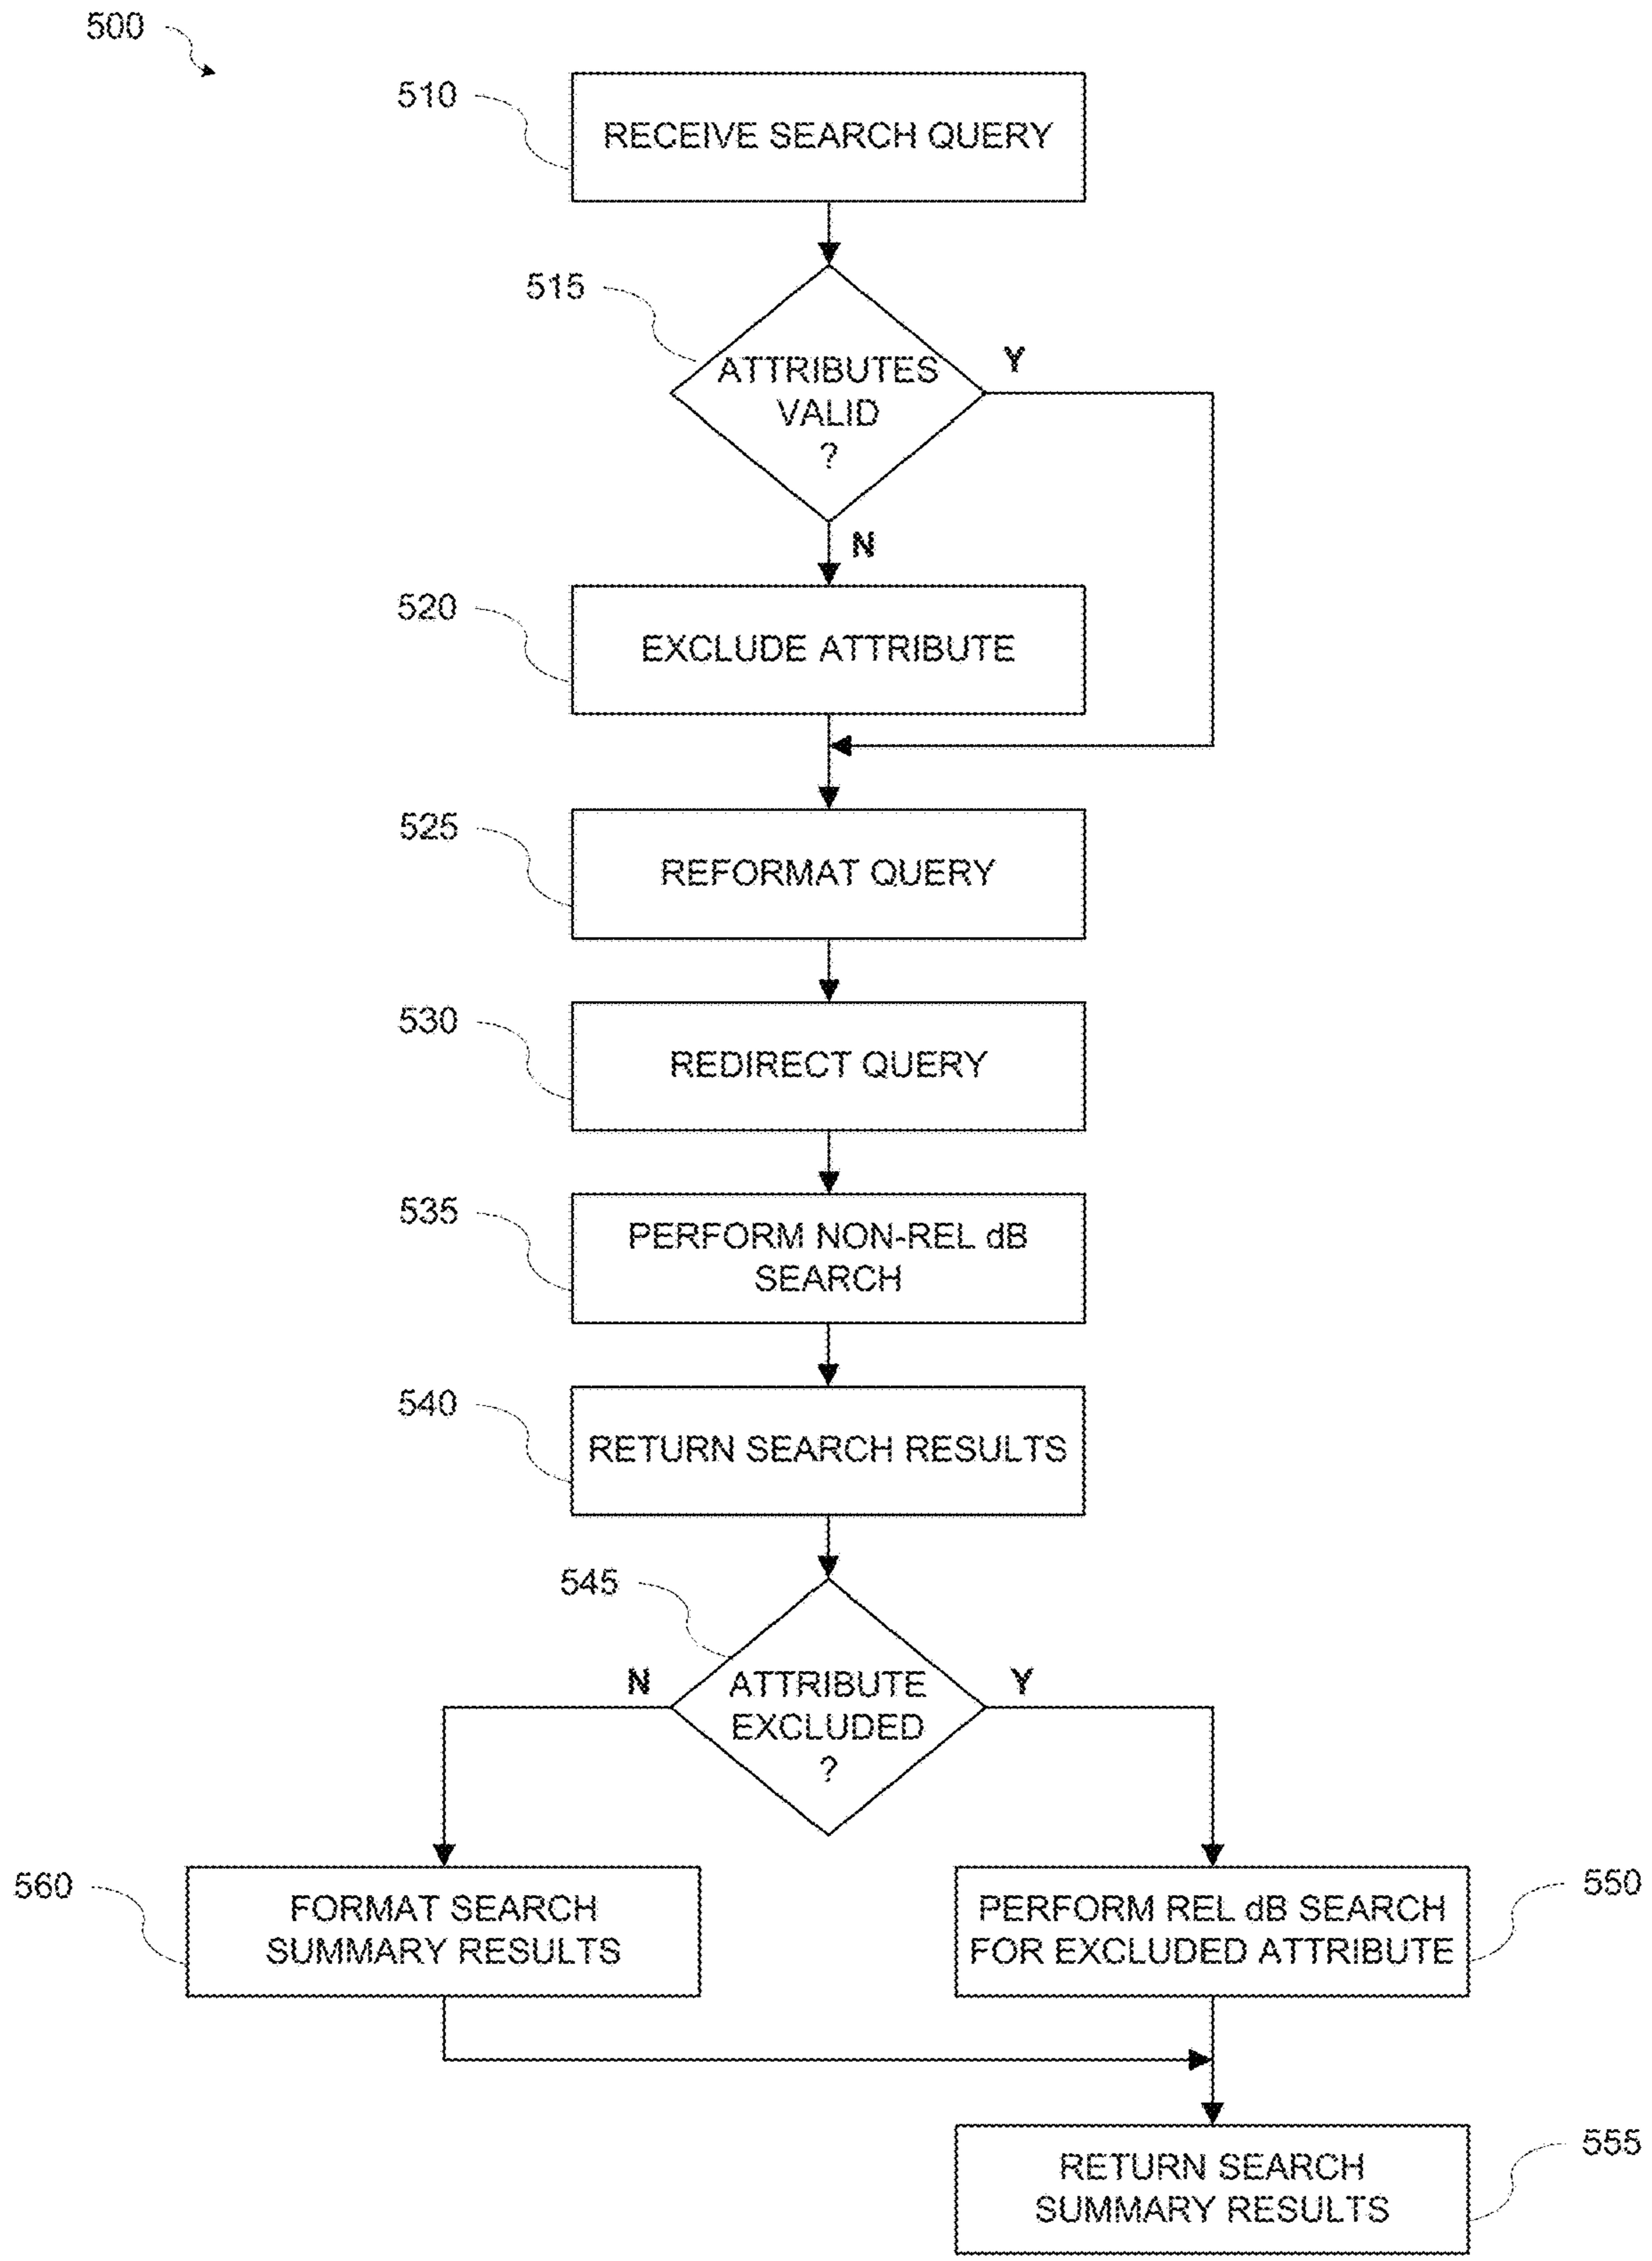 500
510
RECEIVE SEARCH QUERY
515
ATTRIBUTES
VALID
?
Y
N
520
EXCLUDE ATTRIBUTE
525
REFORMAT QUERY
530
REDIRECT QUERY
535
PERFORM NON-REL dB
SEARCH
540
RETURN SEARCH RESULTS
545
ATTRIBUTE
EXCLUDED
?
N
Y
560
FORMAT SEARCH
SUMMARY RESULTS
550
PERFORM REL dB SEARCH
FOR EXCLUDED ATTRIBUTE
555
RETURN SEARCH
SUMMARY RESULTS